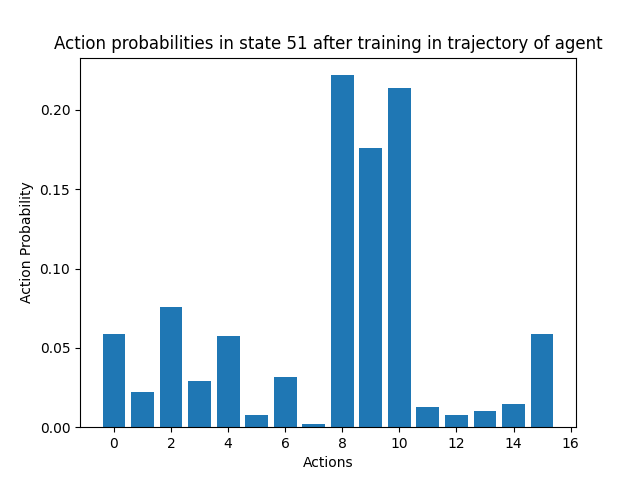 Action probabilities in state 51 after training in trajectory of agent
0.20
0.15
0.10
0.05
0.00
Action Probability
0 2 4 6 8 10 12 14 16
Actions